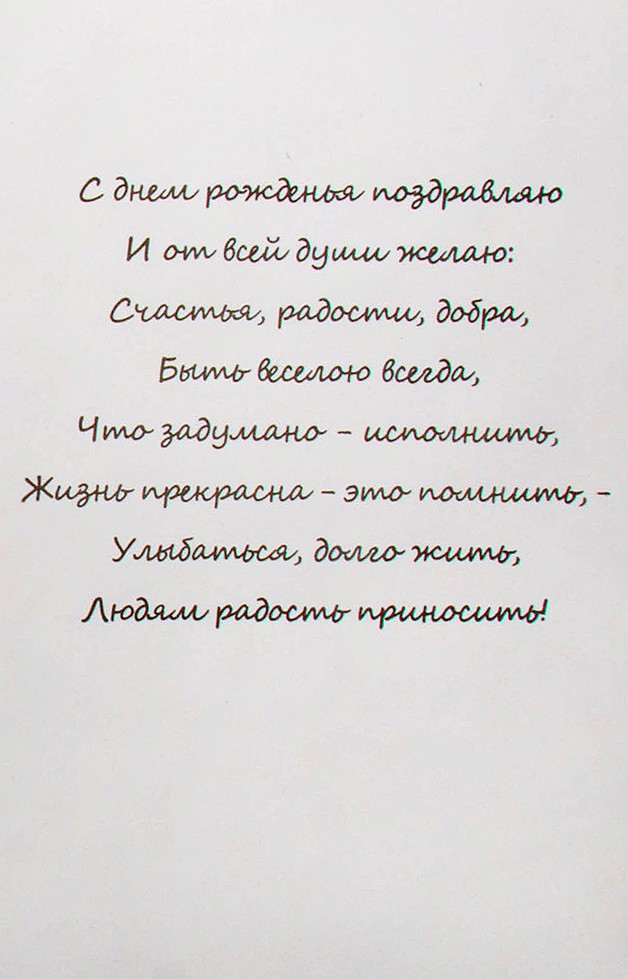 С днем рожденья поздравляю
И от всей души желаю:
Счастья, радости, добра,
Быть веселою всегда,
Что задумано – исполнить,
Жизнь прекрасна – это помнить, –
Улыбаться, долго жить,
Людям радость приносить!